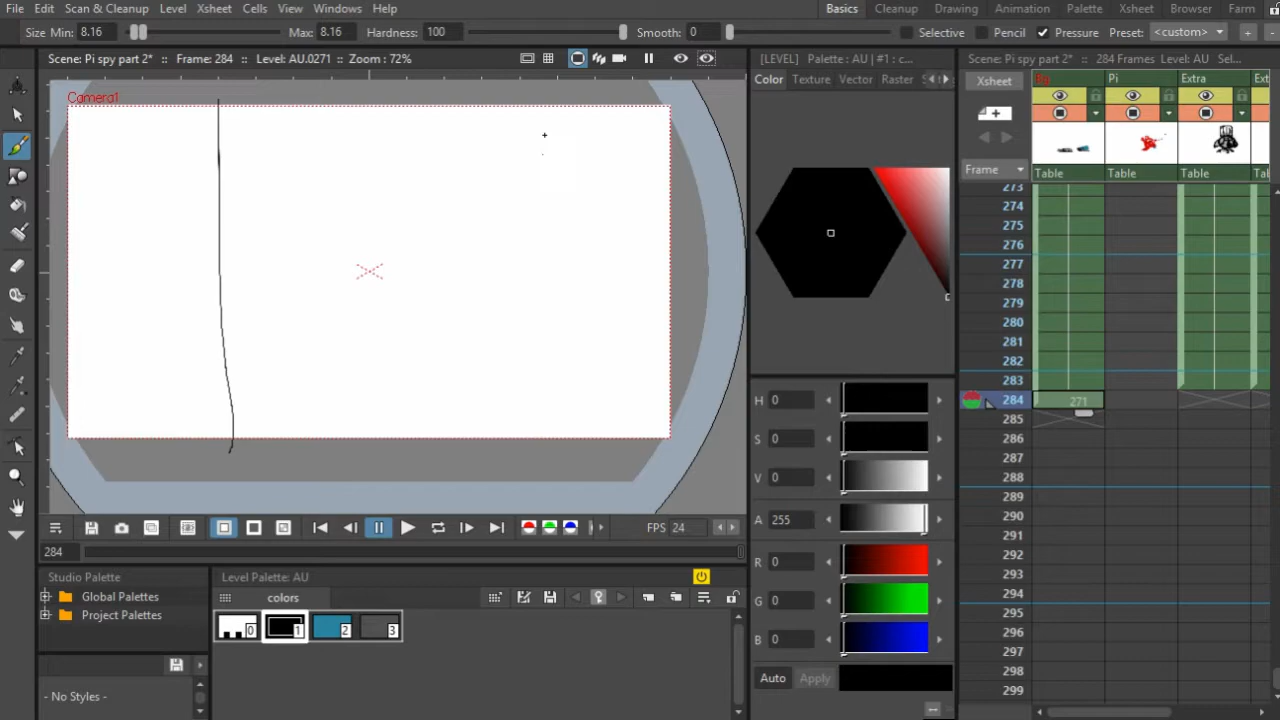 File Edit Scan & Cleanup Level Xsheet Cells View Windows Help Basics Cleanup Drawing Animation Palette Xsheet Browser Farm
Size Min: 8.16 Max: 8.16 Hardness: 100 Smooth: 0 Selective Pencil Pressure Preset: <custom>
Scene: Pi spy part 2* :: Frame: 284 :: Level: AU.0271 :: Zoom : 72%
Camera1
284
FPS 24
Studio Palette
Global Palettes
Project Palettes
- No Styles -
Level Palette: AU
colors
0 1 2 3
[LEVEL] Palette : AU | #1 : c...
Color Texture Vector Raster
H 0
S 0
V 0
A 255
R 0
G 0
B 0
Auto Apply
Scene: Pi spy part 2* :: 284 Frames Level: AU Sel...
Xsheet
Frame
Pi Extra Ext
Table Table Table
273
274
275
276
277
278
279
280
281
282
283
284 271
285
286
287
288
289
290
291
292
293
294
295
296
297
298
299